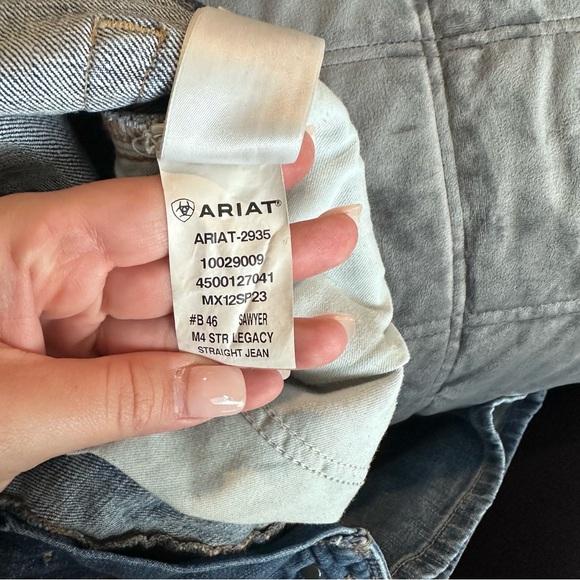 ARIAT®
ARIAT-2935
10029009
4500127041
MX12SP23
#B 46 SAWYER
M4 STR LEGACY
STRAIGHT JEAN